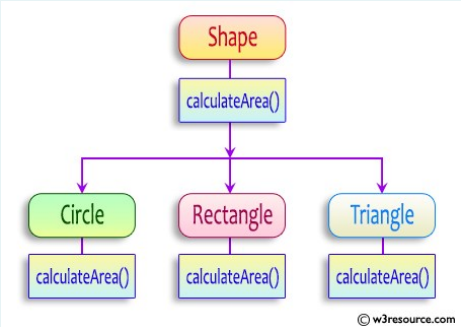 Shape
calculateArea()
Circle
Rectangle
Triangle
calculateArea()
calculateArea()
calculateArea()
© w3resource.com